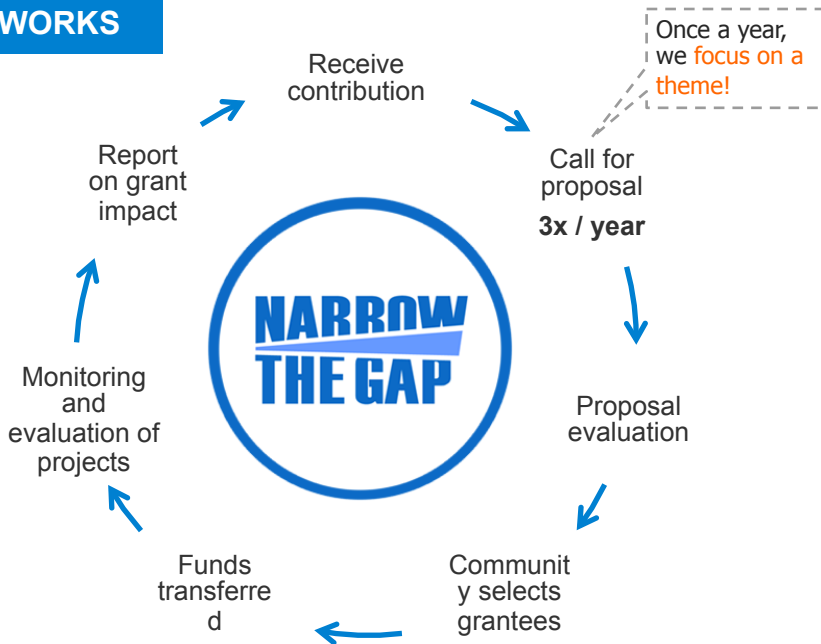 WORKS
Once a year,
we focus on a
theme!
Receive
contribution
Call for
proposal
3x / year
Proposal
evaluation
Communit
y selects
grantees
Funds
transferre
d
Monitoring
and
evaluation of
projects
Report
on grant
impact
NARROW
THE GAP